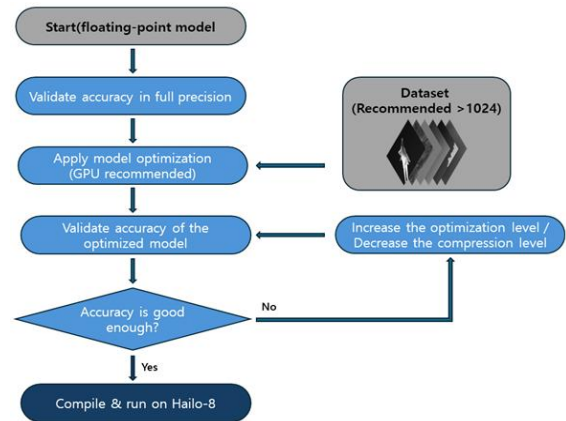 Start(floating-point model
Validate accuracy in full precision
Dataset
(Recommended >1024)
Apply model optimization
(GPU recommended)
Validate accuracy of the
optimized model
Increase the optimization level /
Decrease the compression level
Accuracy is good
enough?
No
Yes
Compile & run on Hailo-8